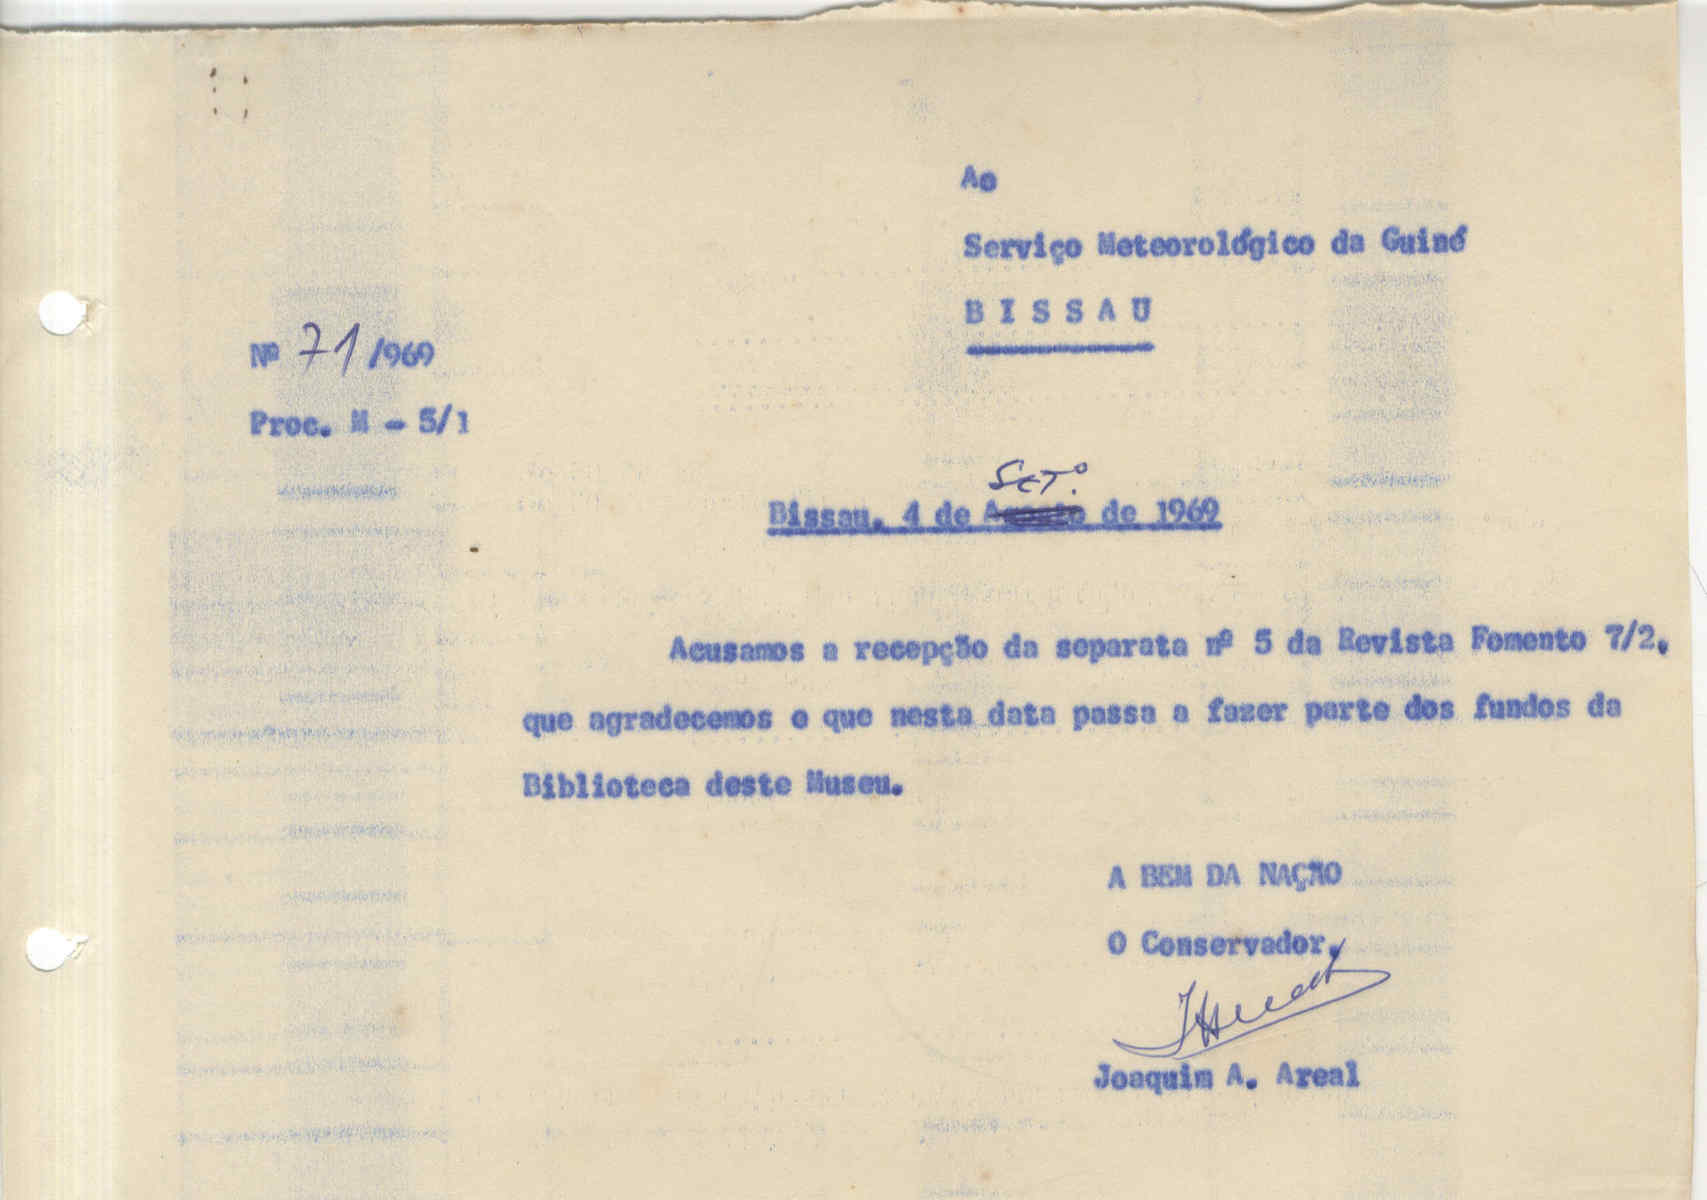 Ao
Serviço Meteorológico da Guiné
B I S S A U
Nº 71/969
Proc. M - 5/1
Setº.
Bissau, 4 de Agosto de 1969
Acusamos a recepção da separata nº 5 da Revista Fomento 7/2,
que agradecemos e que nesta data passa a fazer parte dos fundos da
Biblioteca deste Museu.
A BEM DA NAÇÃO
O Conservador,
Joaquim A. Areal